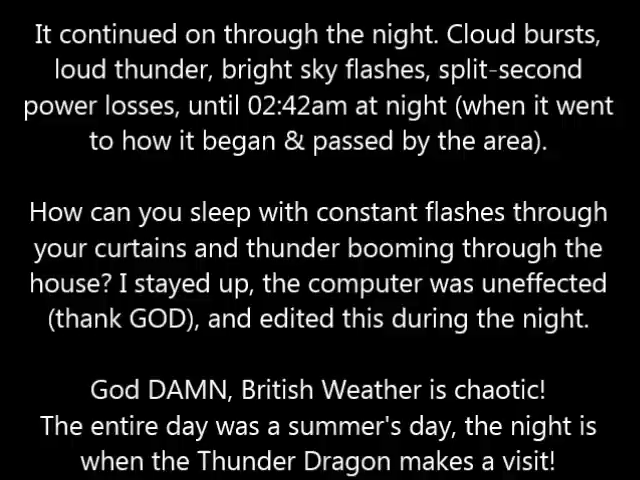 It continued on through the night. Cloud bursts,
loud thunder, bright sky flashes, split-second
power losses, until 02:42am at night (when it went
to how it began & passed by the area).
How can you sleep with constant flashes through
your curtains and thunder booming through the
house? I stayed up, the computer was uneffected
(thank GOD), and edited this during the night.
God DAMN, British Weather is chaotic!
The entire day was a summer's day, the night is
when the Thunder Dragon makes a visit!